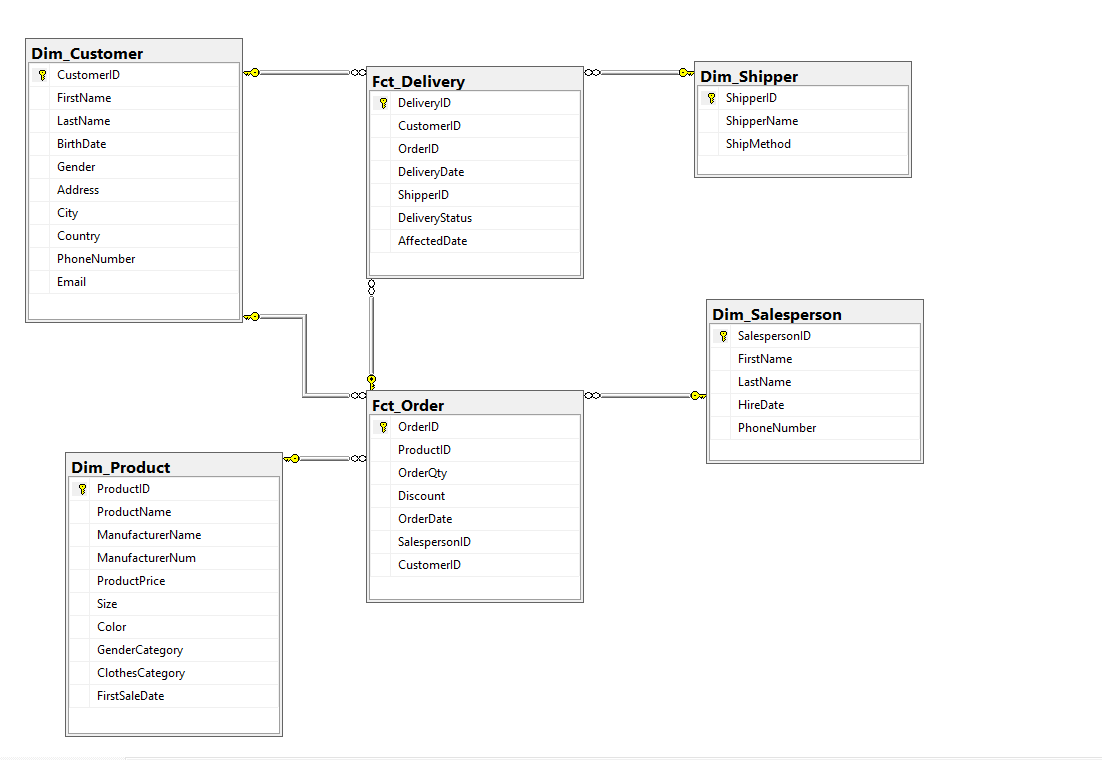 Dim_Customer
CustomerID
FirstName
LastName
BirthDate
Gender
Address
City
Country
PhoneNumber
Email
Fct_Delivery
DeliveryID
CustomerID
OrderID
DeliveryDate
ShipperID
DeliveryStatus
AffectedDate
Dim_Shipper
ShipperID
ShipperName
ShipMethod
Dim_Salesperson
SalespersonID
FirstName
LastName
HireDate
PhoneNumber
Fct_Order
OrderID
ProductID
OrderQty
Discount
OrderDate
SalespersonID
CustomerID
Dim_Product
ProductID
ProductName
ManufacturerName
ManufacturerNum
ProductPrice
Size
Color
GenderCategory
ClothesCategory
FirstSaleDate